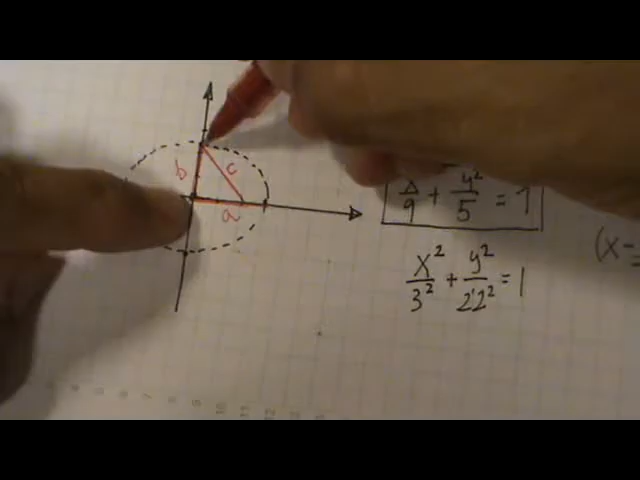 b
c
a
y²
9 + 5 = 1
x² y²
3² + 2'2² = 1
(x -